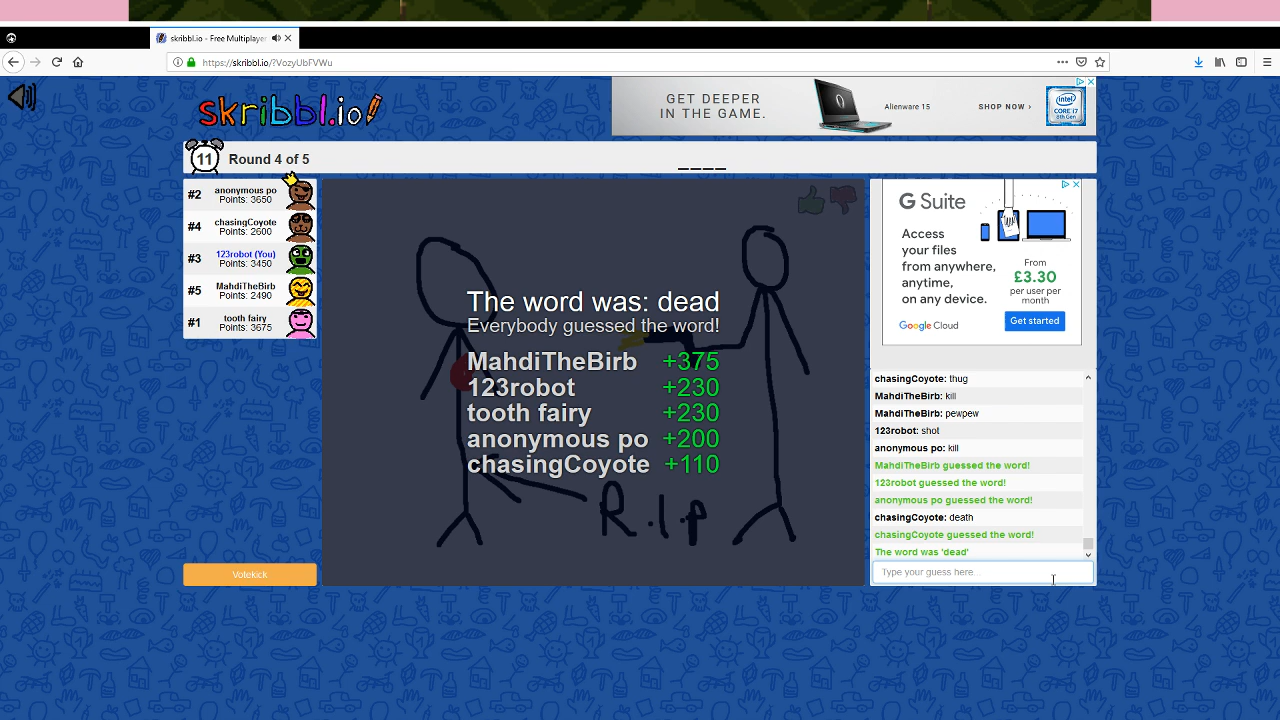 skribbl.io - Free Multiplayer
https://skribbl.io/?VozyUbFVWu
skribbl.io
GET DEEPER
IN THE GAME.
Alienware 15
SHOP NOW ›
intel
CORE i7
8th Gen
11
Round 4 of 5
____
#2
anonymous po
Points: 3650
#4
chasingCoyote
Points: 2600
#3
123robot (You)
Points: 3450
#5
MahdiTheBirb
Points: 2490
#1
tooth fairy
Points: 3675
Votekick
The word was: dead
Everybody guessed the word!
MahdiTheBirb +375
123robot +230
tooth fairy +230
anonymous po +200
chasingCoyote +110
R.I.P
G Suite
Access
your files
from anywhere,
anytime,
on any device.
From
£3.30
per user per
month
Get started
Google Cloud
chasingCoyote: thug
MahdiTheBirb: kill
MahdiTheBirb: pewpew
123robot: shot
anonymous po: kill
MahdiTheBirb guessed the word!
123robot guessed the word!
anonymous po guessed the word!
chasingCoyote: death
chasingCoyote guessed the word!
The word was 'dead'
Type your guess here...